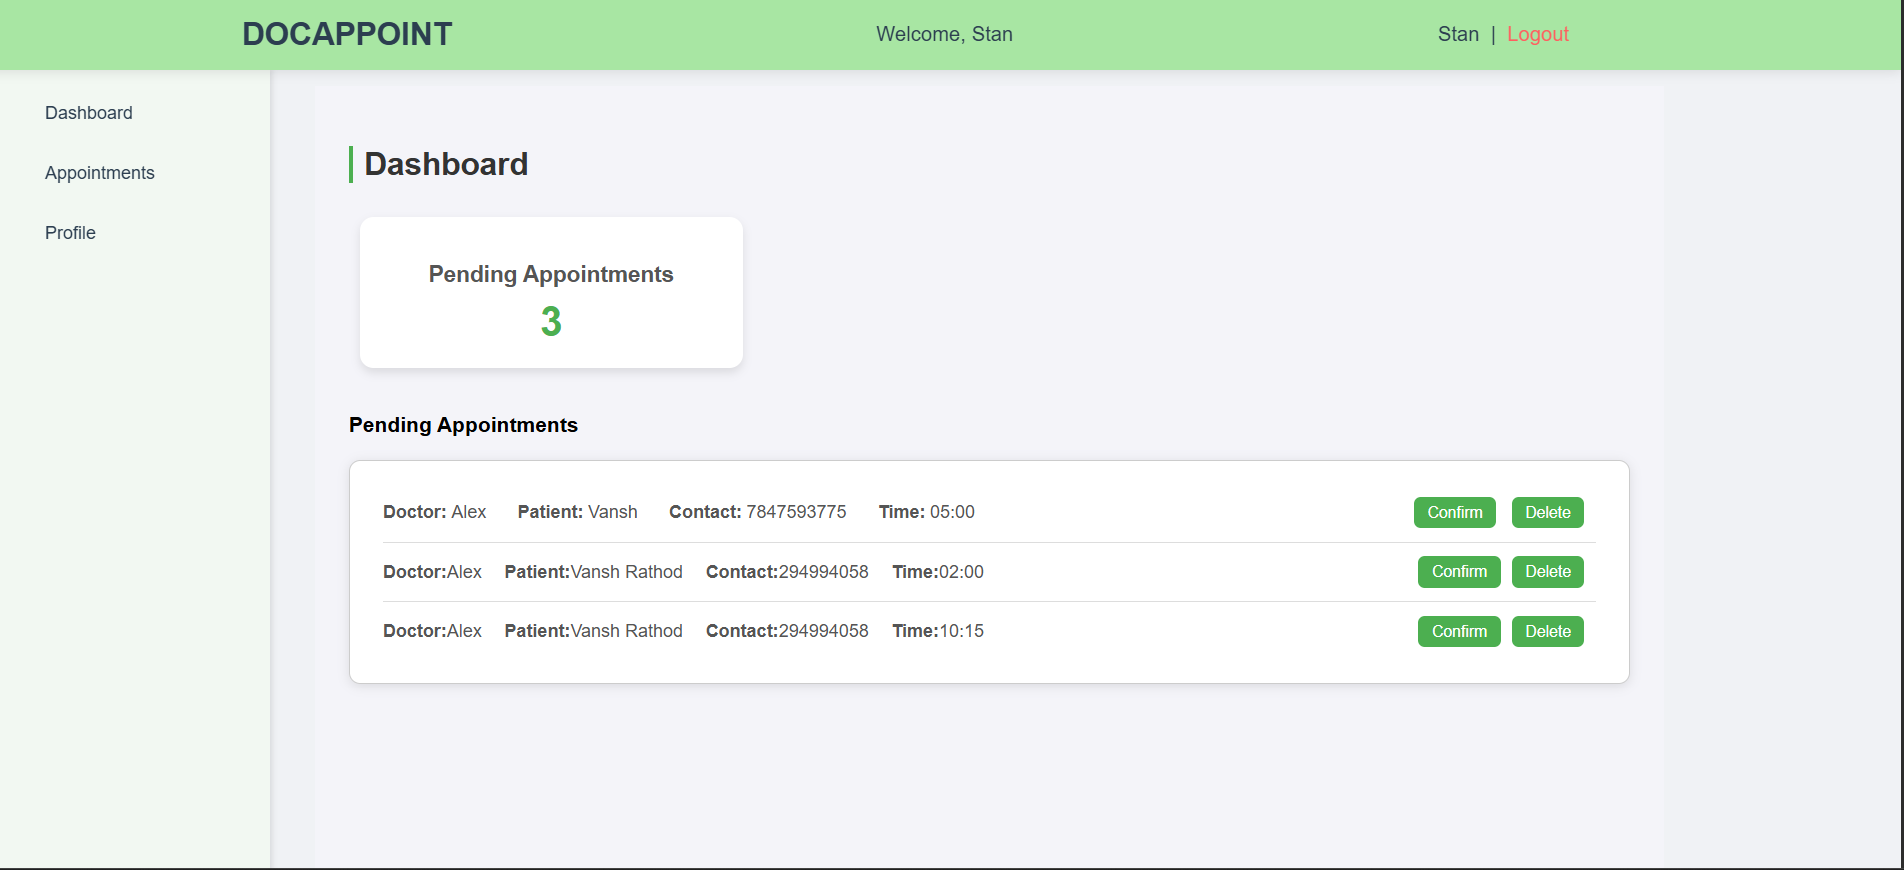 DOCAPPOINT Welcome, Stan Stan | Logout
Dashboard
Appointments
Profile
Dashboard
Pending Appointments
3
Pending Appointments
Doctor: Alex Patient: Vansh Contact: 7847593775 Time: 05:00 Confirm Delete
Doctor:Alex Patient:Vansh Rathod Contact:294994058 Time:02:00 Confirm Delete
Doctor:Alex Patient:Vansh Rathod Contact:294994058 Time:10:15 Confirm Delete